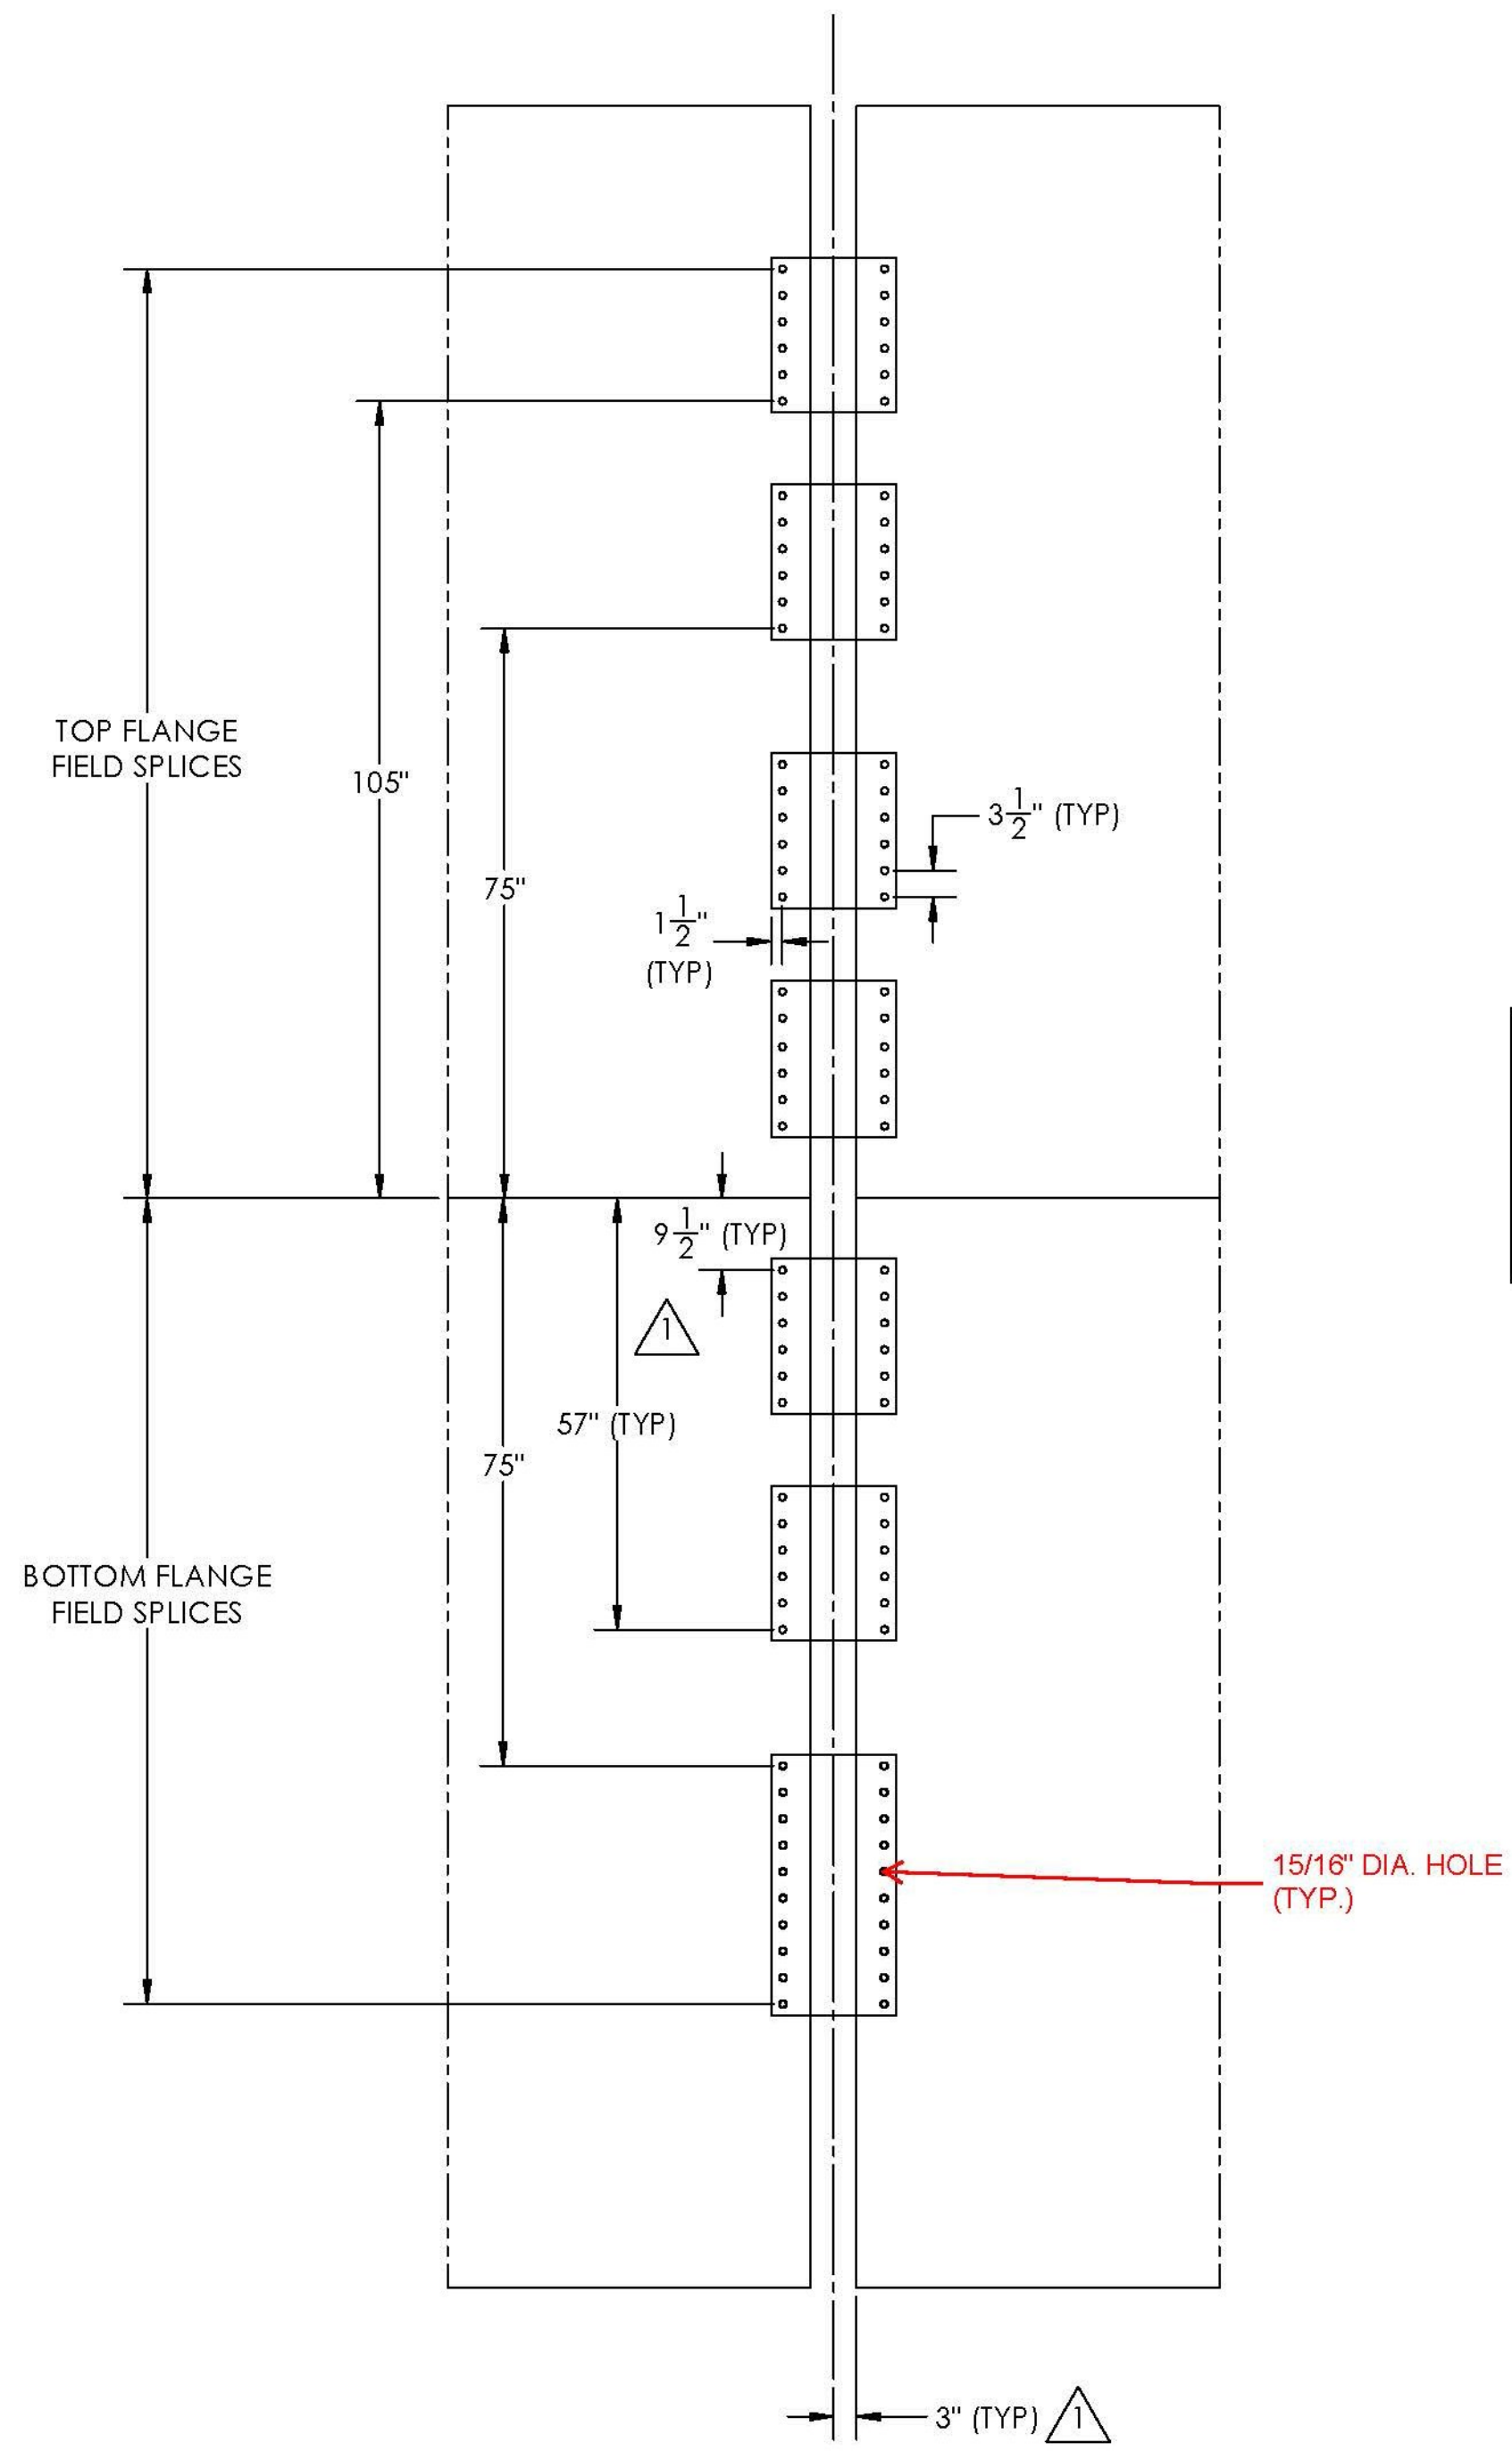 TOP FLANGE
FIELD SPLICES
105"
75"
3 1/2" (TYP)
1 1/2"
(TYP)
9 1/2" (TYP)
1
57" (TYP)
75"
BOTTOM FLANGE
FIELD SPLICES
15/16" DIA. HOLE
(TYP.)
3" (TYP) 1